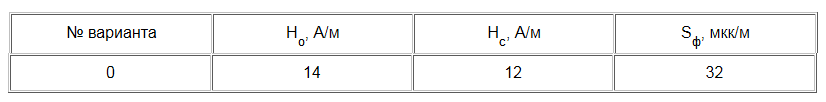 № варианта Hо, А/м Hс, А/м Sф, мкк/м
0 14 12 32